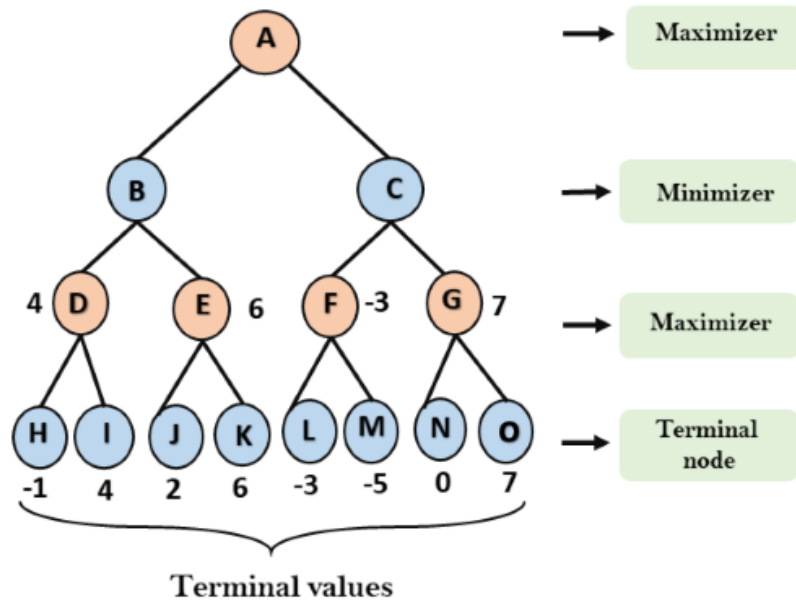 A
Maximizer
B
C
Minimizer
4 D
E 6
F -3
G 7
Maximizer
H I J K L M N O
Terminal
node
-1 4 2 6 -3 -5 0 7
Terminal values